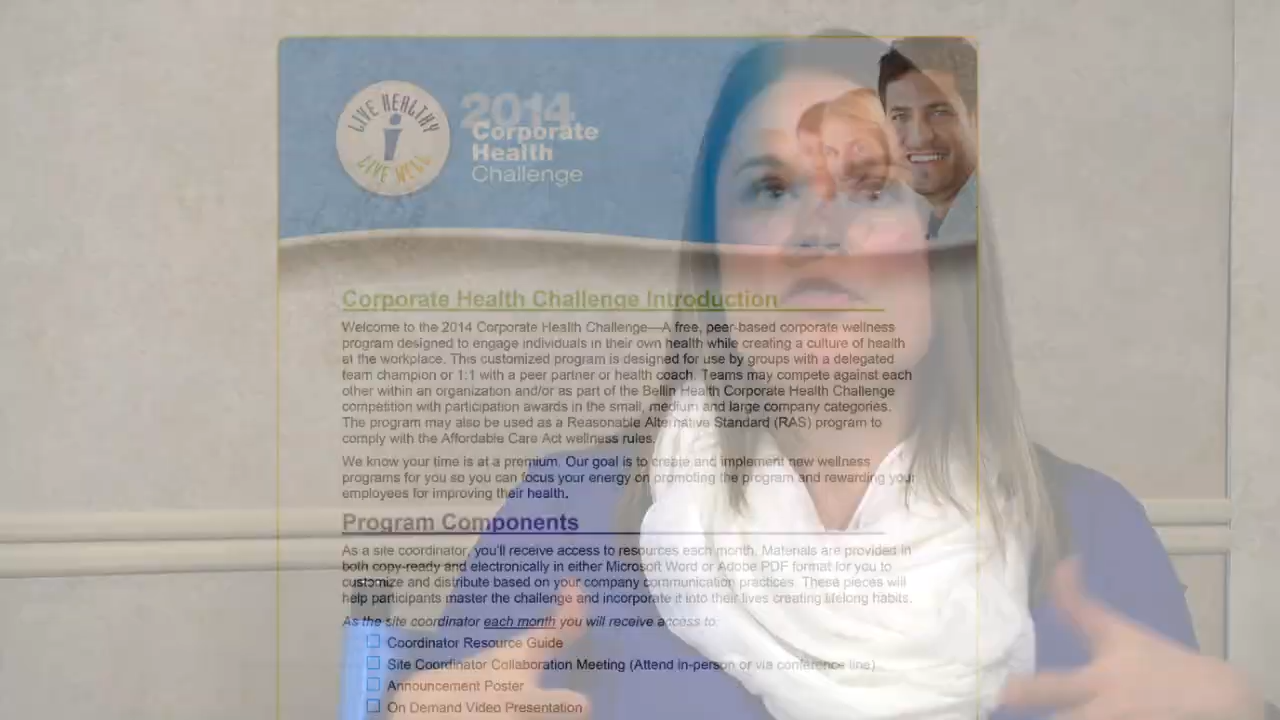 LIVE HEALTHY
LIVE WELL
2014
Corporate
Health
Challenge
Corporate Health Challenge Introduction
Welcome to the 2014 Corporate Health Challenge—A free, peer-based corporate wellness
program designed to engage individuals in their own health while creating a culture of health
at the workplace. This customized program is designed for use by groups with a delegated
team champion or 1:1 with a peer partner or health coach. Teams may compete against each
other within an organization and/or as part of the Bellin Health Corporate Health Challenge
competition with participation awards in the small, medium and large company categories.
The program may also be used as a Reasonable Alternative Standard (RAS) program to
comply with the Affordable Care Act wellness rules.
We know your time is at a premium. Our goal is to create and implement new wellness
programs for you so you can focus your energy on promoting the program and rewarding your
employees for improving their health.
Program Components
As a site coordinator, you'll receive access to resources each month. Materials are provided in
both copy-ready and electronically in either Microsoft Word or Adobe PDF format for you to
customize and distribute based on your company communication practices. These pieces will
help participants master the challenge and incorporate it into their lives creating lifelong habits.
As the site coordinator each month you will receive access to:
Coordinator Resource Guide
Site Coordinator Collaboration Meeting (Attend in-person or via conference line)
Announcement Poster
On Demand Video Presentation